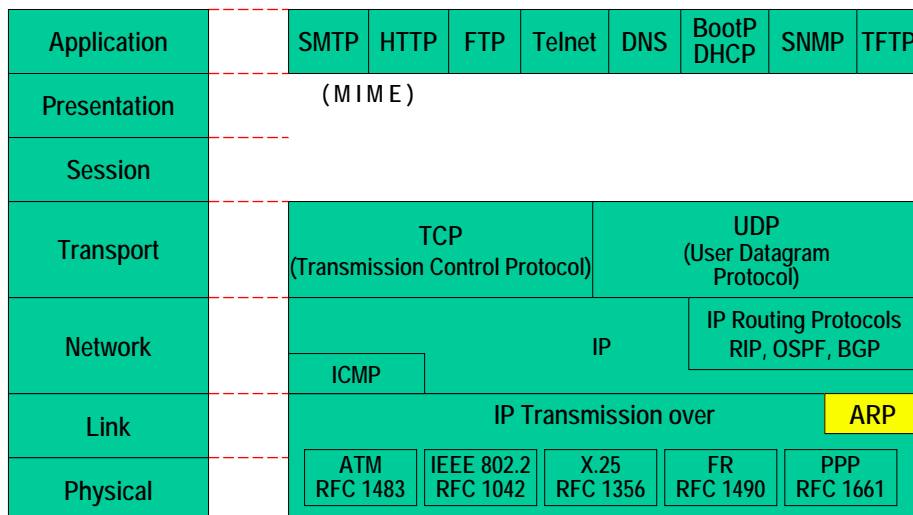 Application
SMTP HTTP FTP Telnet DNS BootP DHCP SNMP TFTP
Presentation
(MIME)
Session
Transport
TCP
(Transmission Control Protocol)
UDP
(User Datagram
Protocol)
Network
IP
IP Routing Protocols
RIP, OSPF, BGP
ICMP
Link
IP Transmission over
ARP
Physical
ATM
RFC 1483
IEEE 802.2
RFC 1042
X.25
RFC 1356
FR
RFC 1490
PPP
RFC 1661